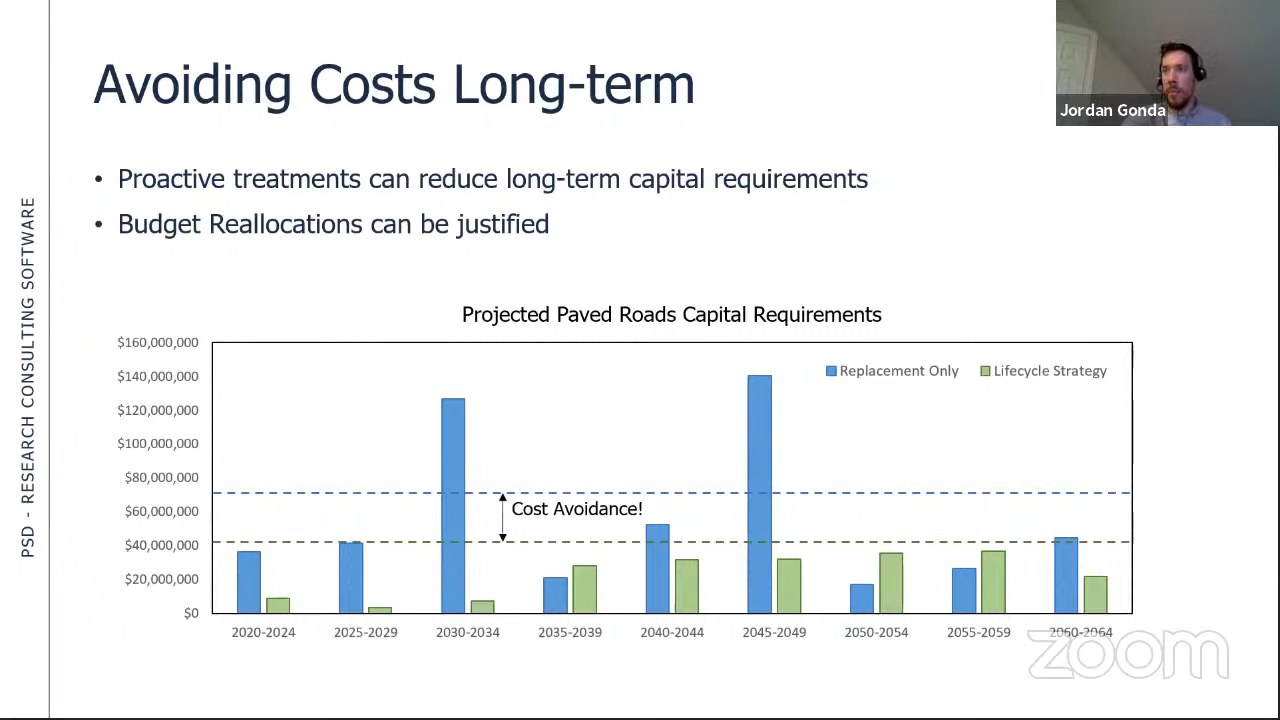 Avoiding Costs Long-term
Jordan Gonda
• Proactive treatments can reduce long-term capital requirements
• Budget Reallocations can be justified
PSD - RESEARCH CONSULTING SOFTWARE
Projected Paved Roads Capital Requirements
$160,000,000
$140,000,000
$120,000,000
$100,000,000
$80,000,000
$60,000,000
$40,000,000
$20,000,000
$0
Replacement Only
Lifecycle Strategy
Cost Avoidance!
2020-2024
2025-2029
2030-2034
2035-2039
2040-2044
2045-2049
2050-2054
2055-2059
2060-2064
zoom